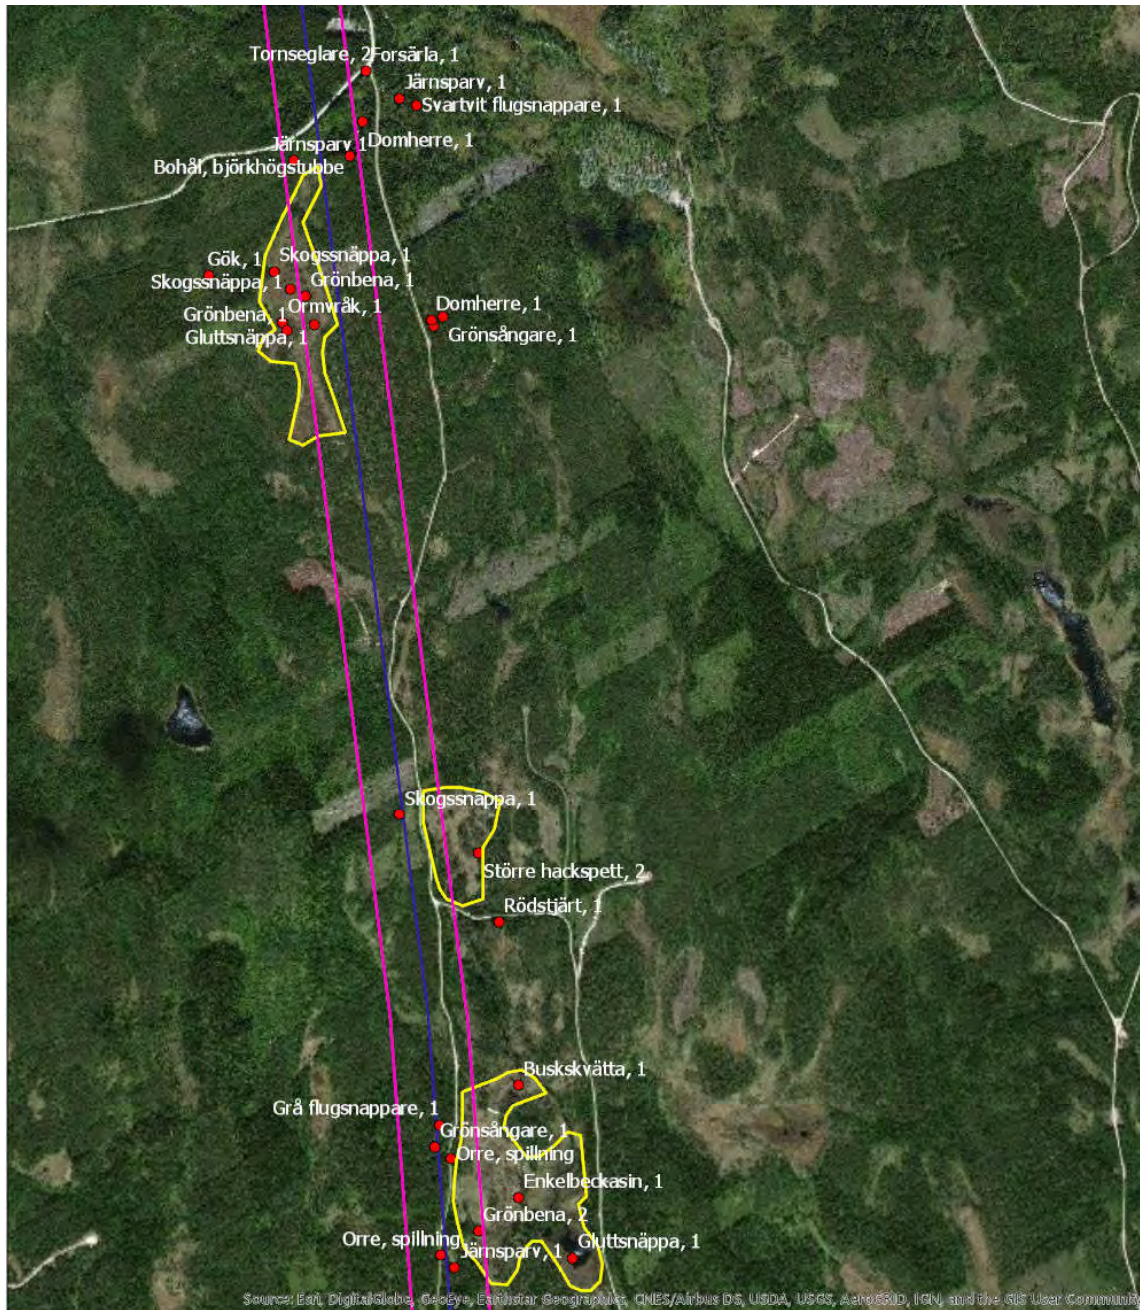 Tornseglare, 2
Forsärla, 1
Järnsparv, 1
Svartvit flugsnappare, 1
Domherre, 1
Järnsparv 1
Bohål, björkhögstubbe
Gök, 1
Skogssnäppa, 1
Skogssnäppa, 1
Grönbena, 1
Ormvråk, 1
Grönbena, 1
Gluttsnäppa, 1
Domherre, 1
Grönsångare, 1
Skogssnäppa, 1
Större hackspett, 2
Rödstjärt, 1
Buskskvätta, 1
Grå flugsnappare, 1
Grönsångare, 1
Orre, spillning
Enkelbeckasin, 1
Grönbena, 2
Orre, spillning
Järnsparv, 1
Gluttsnäppa, 1
Source: Esri, DigitalGlobe, GeoEye, Earthstar Geographics, CNES/Airbus DS, USDA, USGS, AeroGRID, IGN, and the GIS User Communit